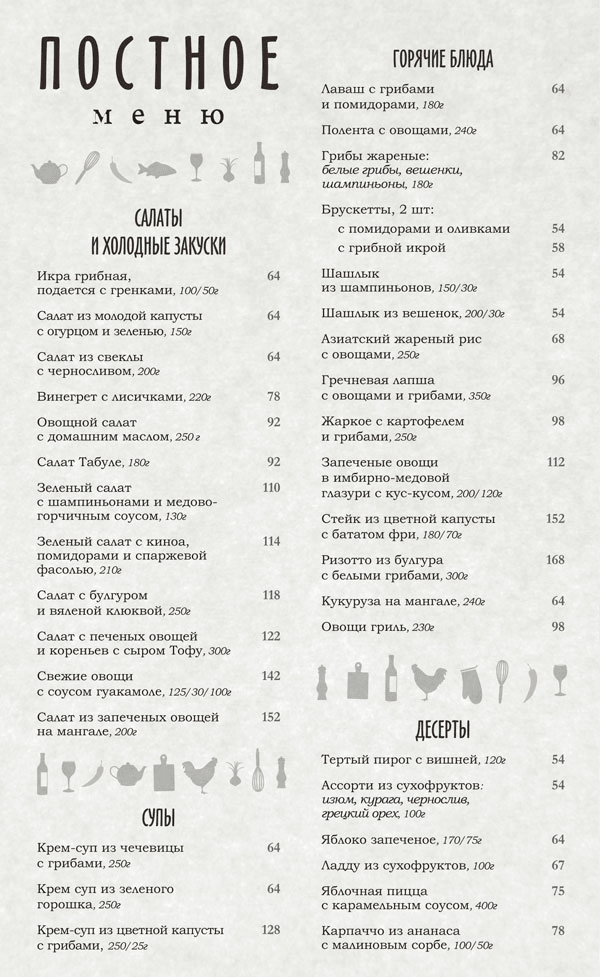 ПОСТНОЕ
меню
САЛАТЫ
И ХОЛОДНЫЕ ЗАКУСКИ
Икра грибная, 64
подается с гренками, 100/50г
Салат из молодой капусты 64
с огурцом и зеленью, 150г
Салат из свеклы 64
с черносливом, 200г
Винегрет с лисичками, 220г 78
Овощной салат 92
с домашним маслом, 250 г
Салат Табуле, 180г 92
Зеленый салат 110
с шампиньонами и медово-
горчичным соусом, 130г
Зеленый салат с киноа, 114
помидорами и спаржевой
фасолью, 210г
Салат с булгуром 118
и вяленой клюквой, 250г
Салат с печеных овощей 122
и кореньев с сыром Тофу, 300г
Свежие овощи 142
с соусом гуакамоле, 125/30/100г
Салат из запеченых овощей 152
на мангале, 200г
СУПЫ
Крем-суп из чечевицы 64
с грибами, 250г
Крем суп из зеленого 64
горошка, 250г
Крем-суп из цветной капусты 128
с грибами, 250/25г
ГОРЯЧИЕ БЛЮДА
Лаваш с грибами 64
и помидорами, 180г
Полента с овощами, 240г 64
Грибы жареные: 82
белые грибы, вешенки,
шампиньоны, 180г
Брускетты, 2 шт:
с помидорами и оливками 54
с грибной икрой 58
Шашлык 54
из шампиньонов, 150/30г
Шашлык из вешенок, 200/30г 54
Азиатский жареный рис 68
с овощами, 250г
Гречневая лапша 96
с овощами и грибами, 350г
Жаркое с картофелем 98
и грибами, 250г
Запеченые овощи 112
в имбирно-медовой
глазури с кус-кусом, 200/120г
Стейк из цветной капусты 152
с бататом фри, 180/70г
Ризотто из булгура 168
с белыми грибами, 300г
Кукуруза на мангале, 240г 64
Овощи гриль, 230г 98
ДЕСЕРТЫ
Тертый пирог с вишней, 120г 54
Ассорти из сухофруктов: 54
изюм, курага, чернослив,
грецкий орех, 100г
Яблоко запеченое, 170/75г 64
Ладду из сухофруктов, 100г 67
Яблочная пицца 75
с карамельным соусом, 400г
Карпаччо из ананаса 78
с малиновым сорбе, 100/50г